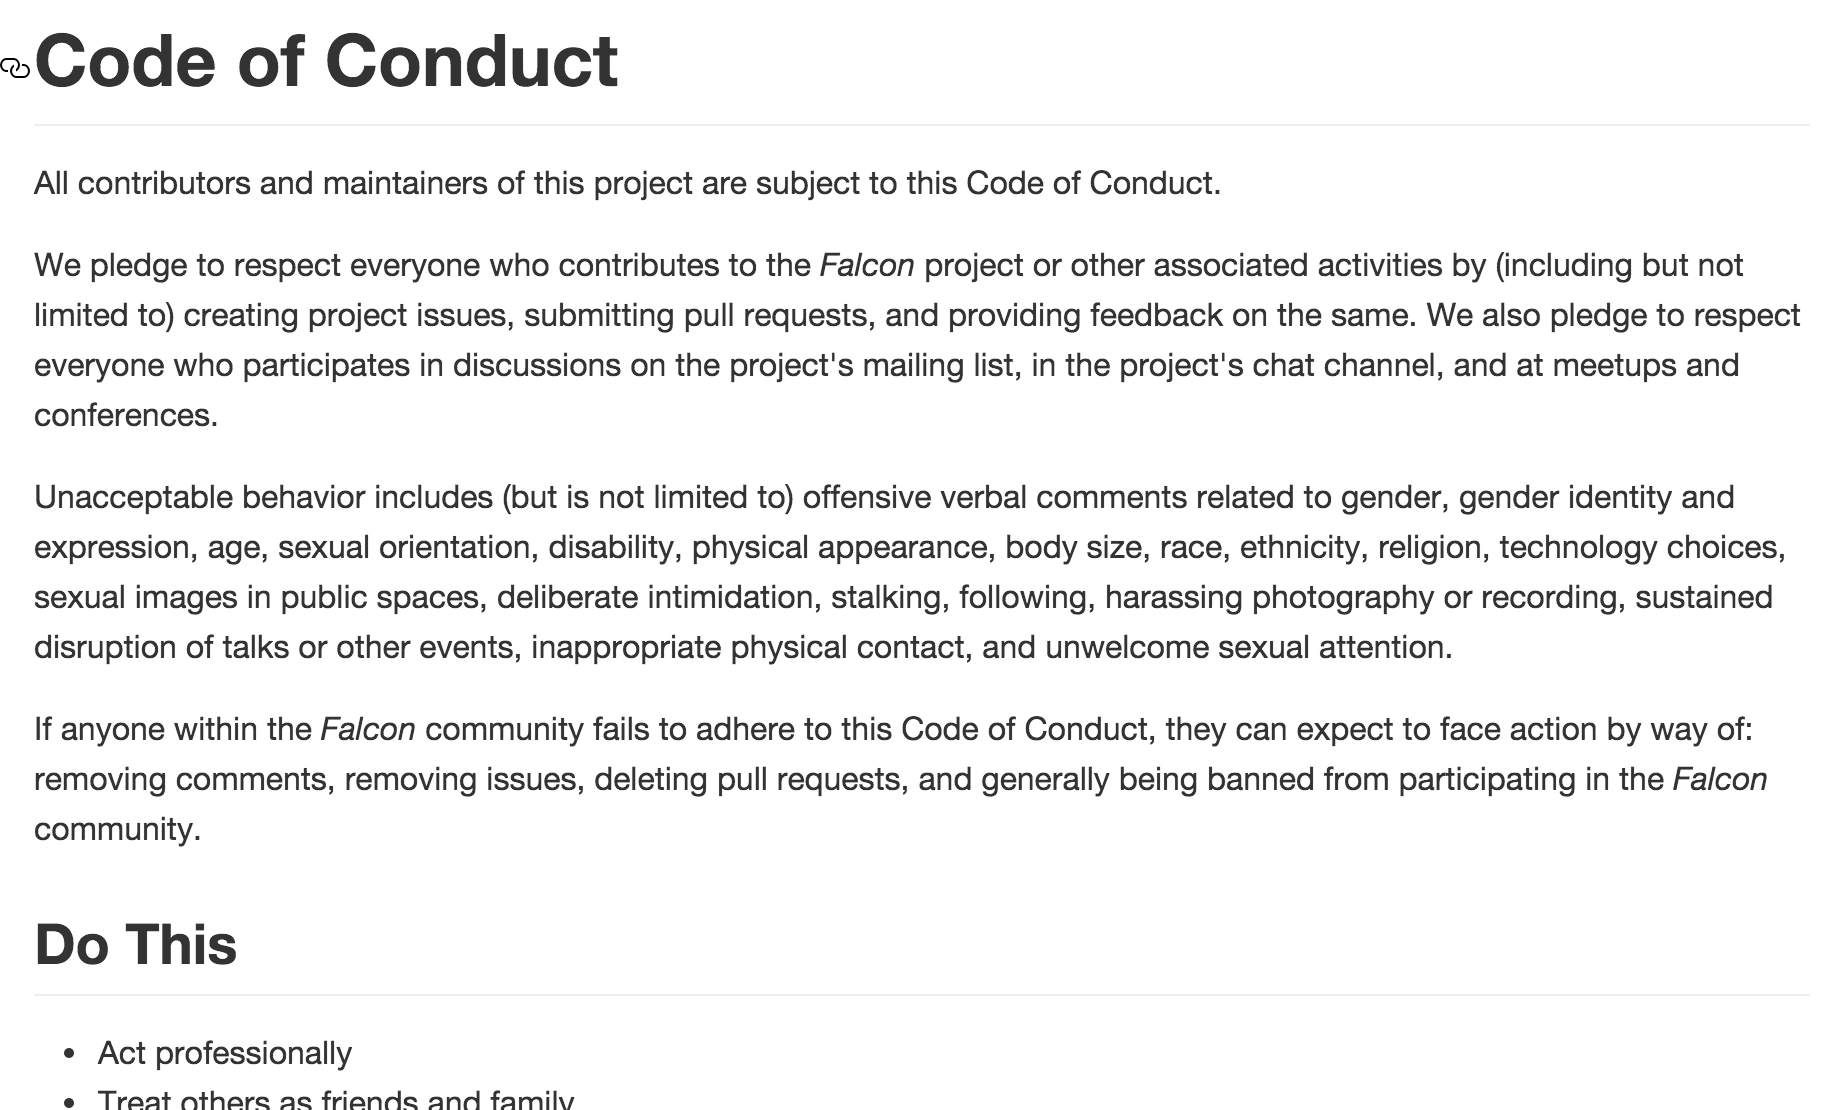 Code of Conduct
All contributors and maintainers of this project are subject to this Code of Conduct.
We pledge to respect everyone who contributes to the Falcon project or other associated activities by (including but not
limited to) creating project issues, submitting pull requests, and providing feedback on the same. We also pledge to respect
everyone who participates in discussions on the project's mailing list, in the project's chat channel, and at meetups and
conferences.
Unacceptable behavior includes (but is not limited to) offensive verbal comments related to gender, gender identity and
expression, age, sexual orientation, disability, physical appearance, body size, race, ethnicity, religion, technology choices,
sexual images in public spaces, deliberate intimidation, stalking, following, harassing photography or recording, sustained
disruption of talks or other events, inappropriate physical contact, and unwelcome sexual attention.
If anyone within the Falcon community fails to adhere to this Code of Conduct, they can expect to face action by way of:
removing comments, removing issues, deleting pull requests, and generally being banned from participating in the Falcon
community.
Do This
• Act professionally
• Treat others as friends and family